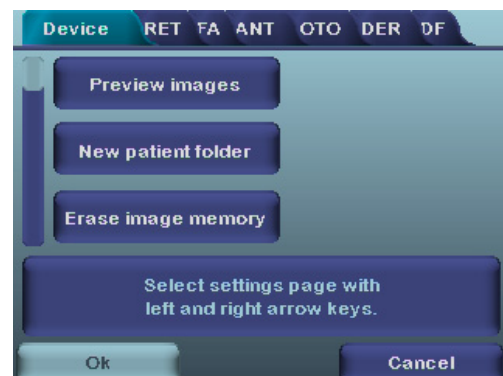 Device RET FA ANT OTO DER DF
Preview images
New patient folder
Erase image memory
Select settings page with
left and right arrow keys.
Ok Cancel